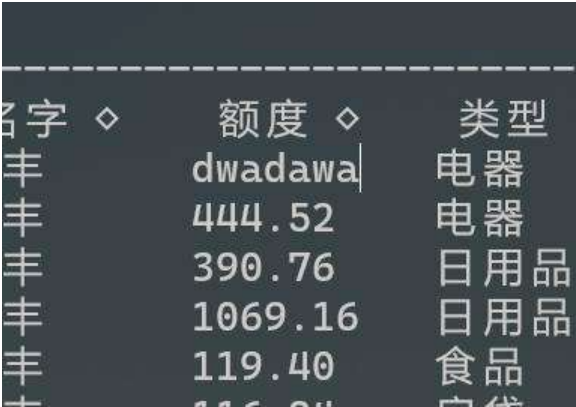 名字 ◇ 额度 ◇ 类型
丰 dwadawa 电器
丰 444.52 电器
丰 390.76 日用品
丰 1069.16 日用品
丰 119.40 食品